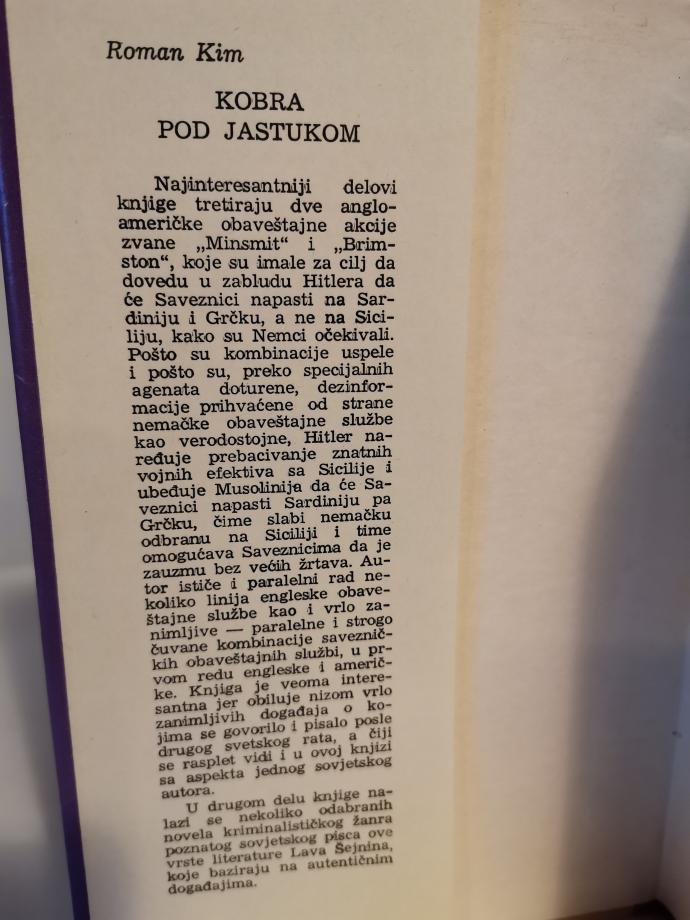 Roman Kim
KOBRA
POD JASTUKOM
Najinteresantniji delovi
knjige tretiraju dve anglo-
američke obaveštajne akcije
zvane „Minsmit“ i „Brim-
ston“, koje su imale za cilj da
dovedu u zabludu Hitlera da
će Saveznici napasti na Sar-
diniju i Grčku, a ne na Sici-
liju, kako su Nemci očekivali.
Pošto su kombinacije uspele
i pošto su, preko specijalnih
agenata doturene, dezinfor-
macije prihvaćene od strane
nemačke obaveštajne službe
kao verodostojne, Hitler na-
ređuje prebacivanje znatnih
vojnih efektiva sa Sicilije i
ubeđuje Musolinija da će Sa-
veznici napasti Sardiniju pa
Grčku, čime slabi nemačku
odbranu na Siciliji i time
omogućava Saveznicima da je
zauzmu bez većih žrtava. Au-
tor ističe i paralelni rad ne-
koliko linija engleske obave-
štajne službe kao i vrlo za-
nimljive — paralelne i strogo
čuvane kombinacije savezni­č-
kih obaveštajnih službi, u pr-
vom redu engleske i američ-
ke. Knjiga je veoma intere-
santna jer obiluje nizom vrlo
zanimljivih događaja o ko-
jima se govorilo i pisalo posle
drugog svetskog rata, a čiji
se rasplet vidi i u ovoj knjizi
sa aspekta jednog sovjetskog
autora.
U drugom delu knjige na-
lazi se nekoliko odabranih
novela kriminalističkog žanra
poznatog sovjetskog pisca ove
vrste literature Lava Šejnina,
koje baziraju na autentičnim
događajima.